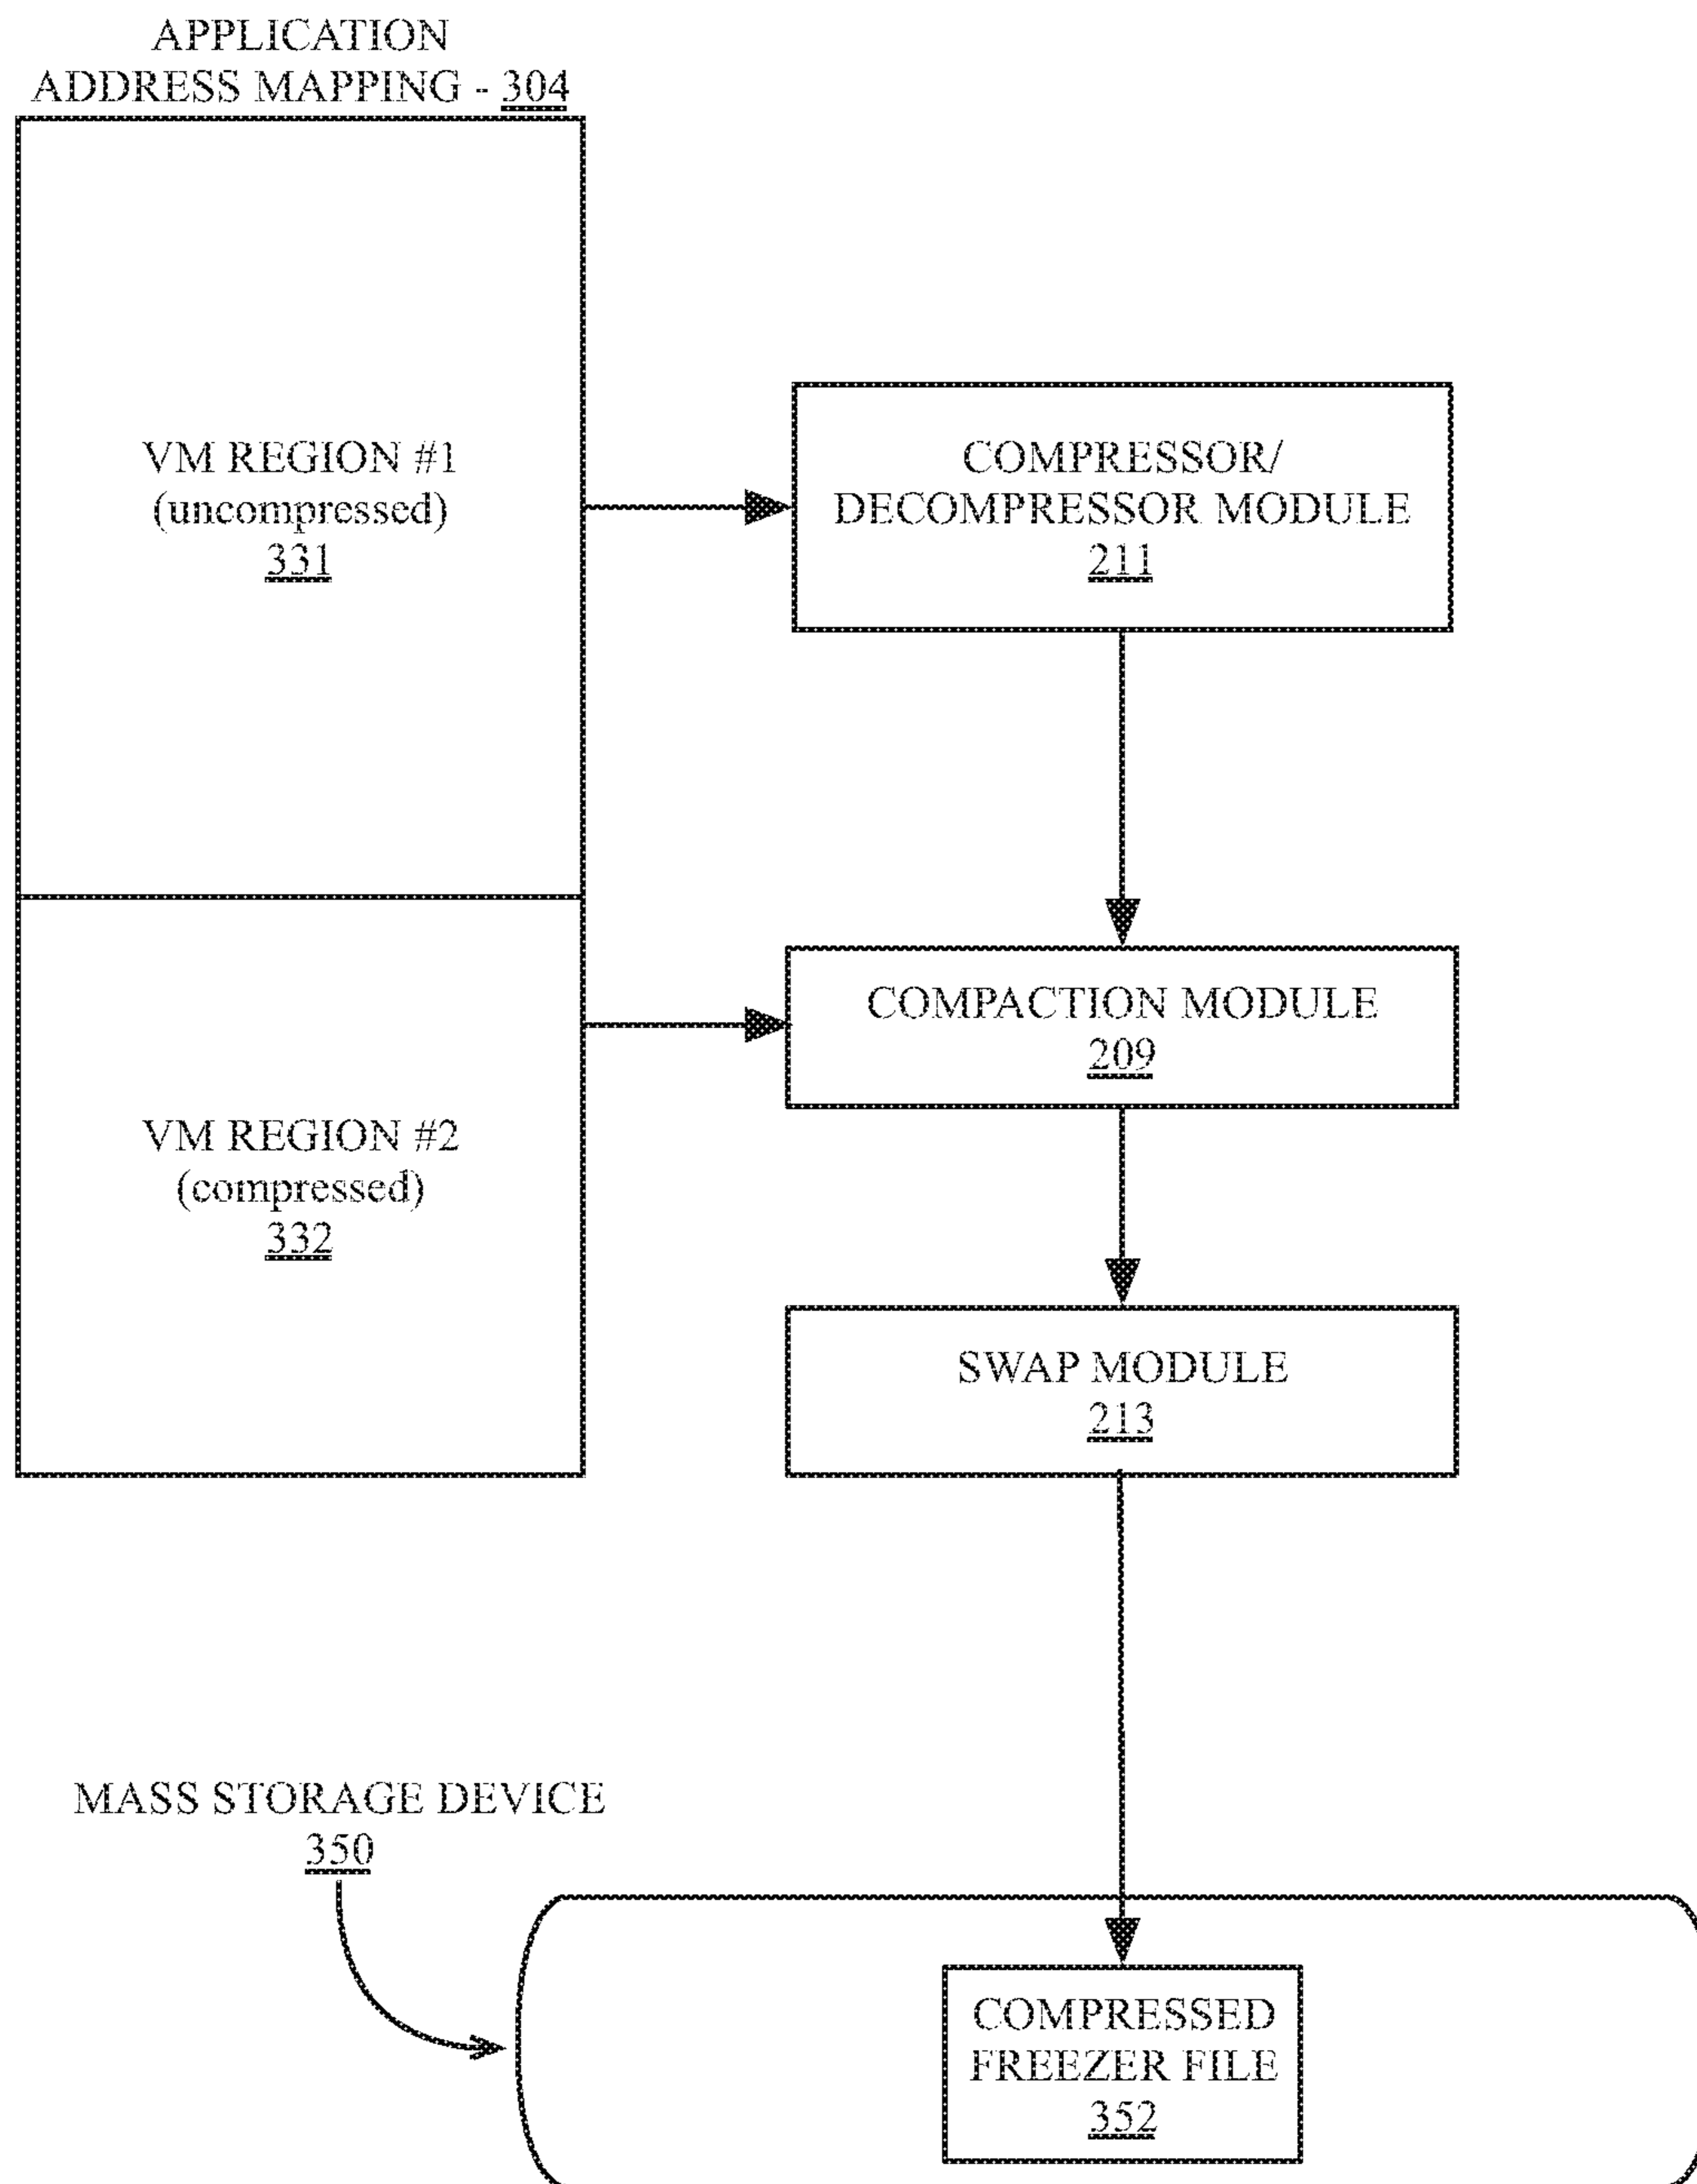 APPLICATION
ADDRESS MAPPING - 304
VM REGION #1
(uncompressed)
331
COMPRESSOR/
DECOMPRESSOR MODULE
211
COMPACTION MODULE
209
VM REGION #2
(compressed)
332
SWAP MODULE
213
MASS STORAGE DEVICE
350
COMPRESSED
FREEZER FILE
352